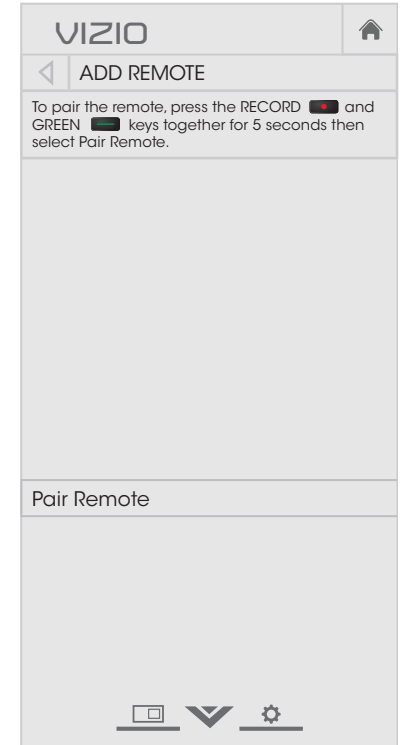 VIZIO
ADD REMOTE
To pair the remote, press the RECORD and
GREEN keys together for 5 seconds then
select Pair Remote.
Pair Remote